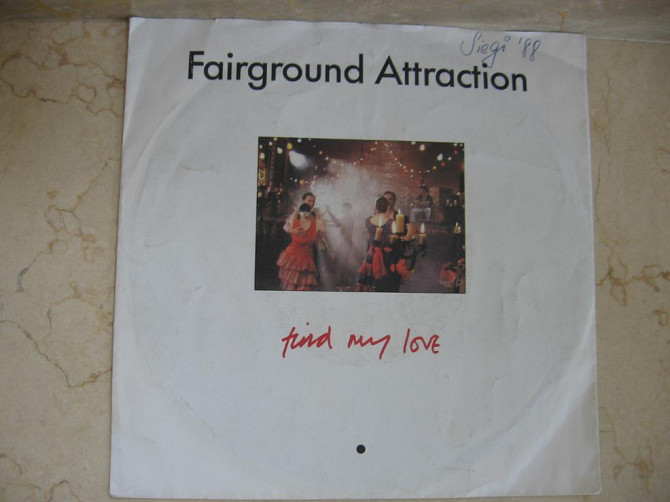 Siegi '88
Fairground Attraction
find my love